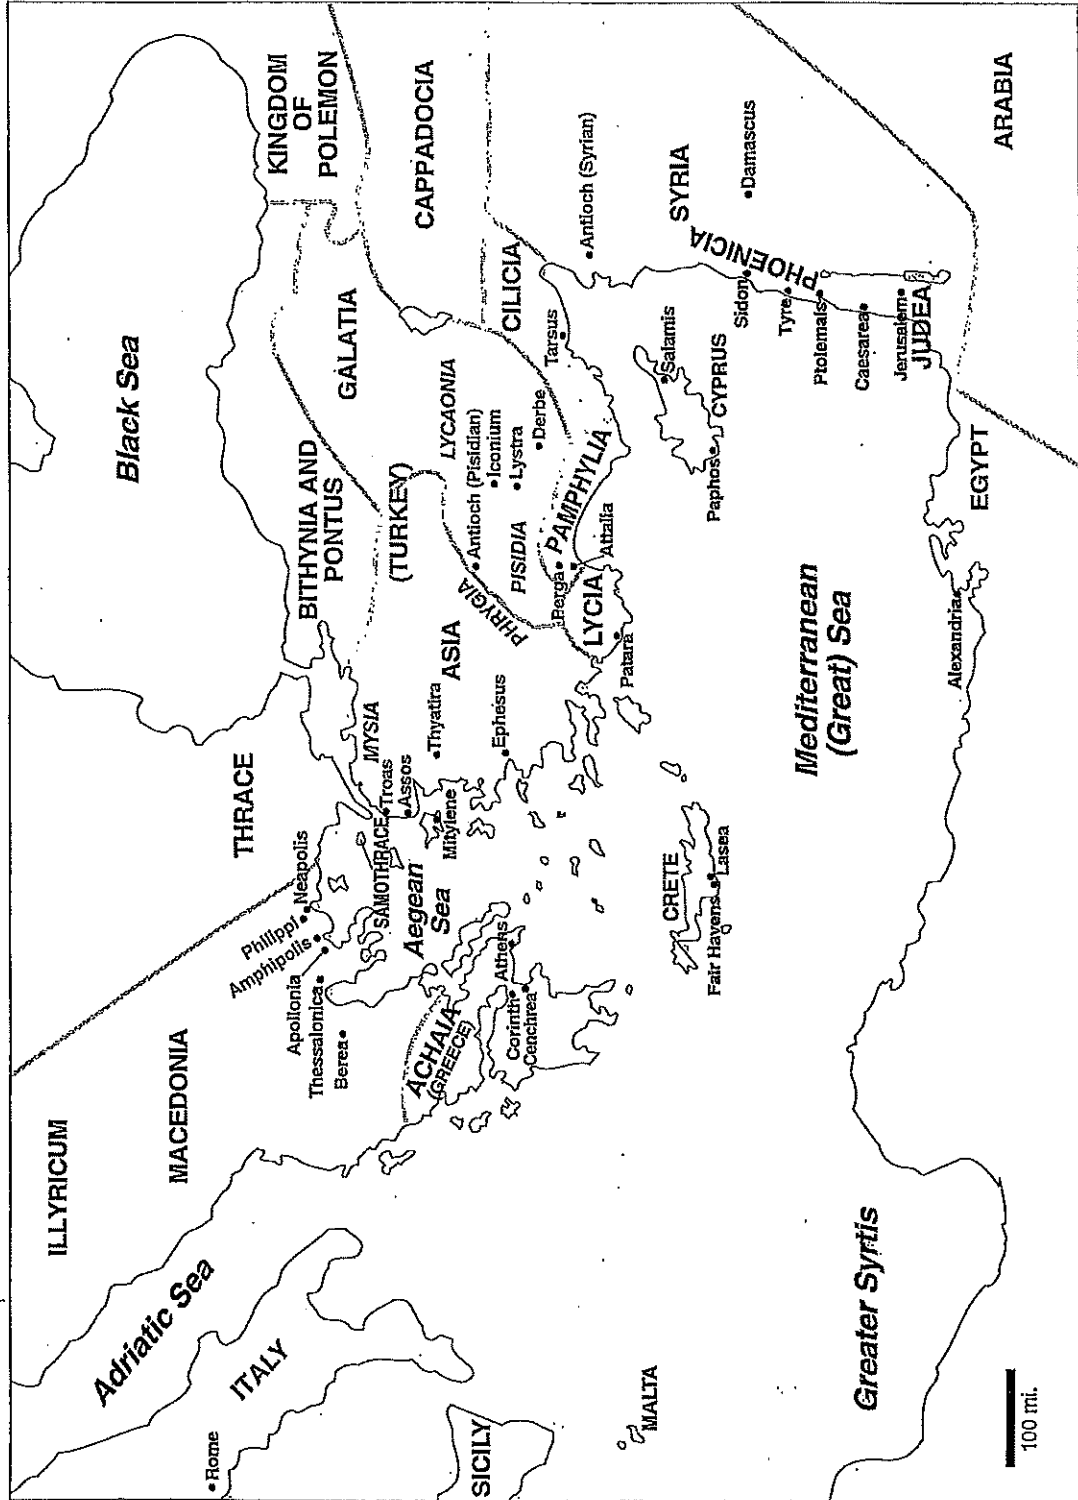 ILLYRICUM
MACEDONIA
THRACE
Black Sea
KINGDOM
OF
POLEMON
Adriatic Sea
ITALY
Rome
SICILY
MALTA
Philippi
Neapolis
Amphipolis
Apollonia
Thessalonica
Berea
SAMOTHRACE
Aegean
Sea
ACHAIA
(GREECE)
Athens
Corinth
Cenchrea
BITHYNIA AND
PONTUS
GALATIA
CAPPADOCIA
(TURKEY)
MYSIA
Troas
Assos
Mitylene
Thyatira
ASIA
Ephesus
PHRYGIA
LYCAONIA
Antioch (Pisidian)
Iconium
Lystra
Derbe
PISIDIA
CILICIA
Tarsus
Perga
PAMPHYLIA
Attalia
LYCIA
Patara
Antioch (Syrian)
SYRIA
Damascus
PHOENICIA
Sidon
Tyre
Ptolemais
Caesarea
Jerusalem
JUDEA
ARABIA
Salamis
CYPRUS
Paphos
CRETE
Fair Havens
Lasea
Mediterranean
(Great) Sea
EGYPT
Alexandria
Greater Syrtis
100 mi.